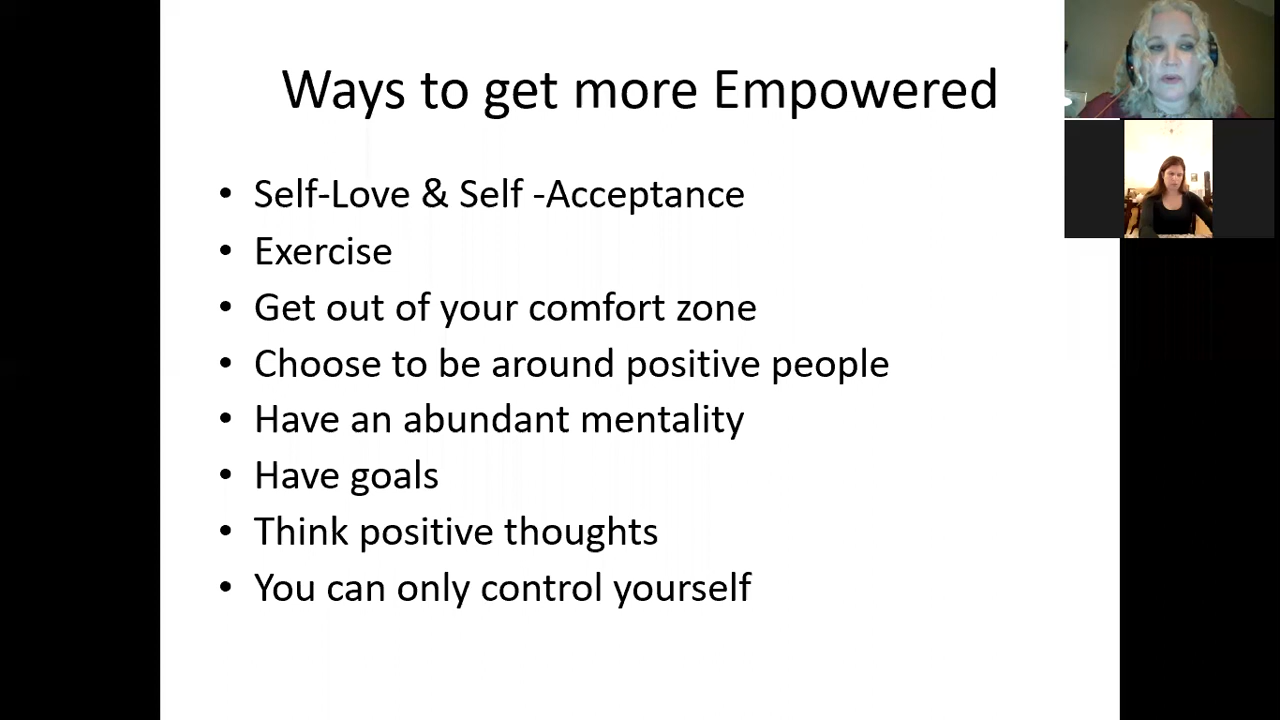 Ways to get more Empowered
• Self-Love & Self -Acceptance
• Exercise
• Get out of your comfort zone
• Choose to be around positive people
• Have an abundant mentality
• Have goals
• Think positive thoughts
• You can only control yourself